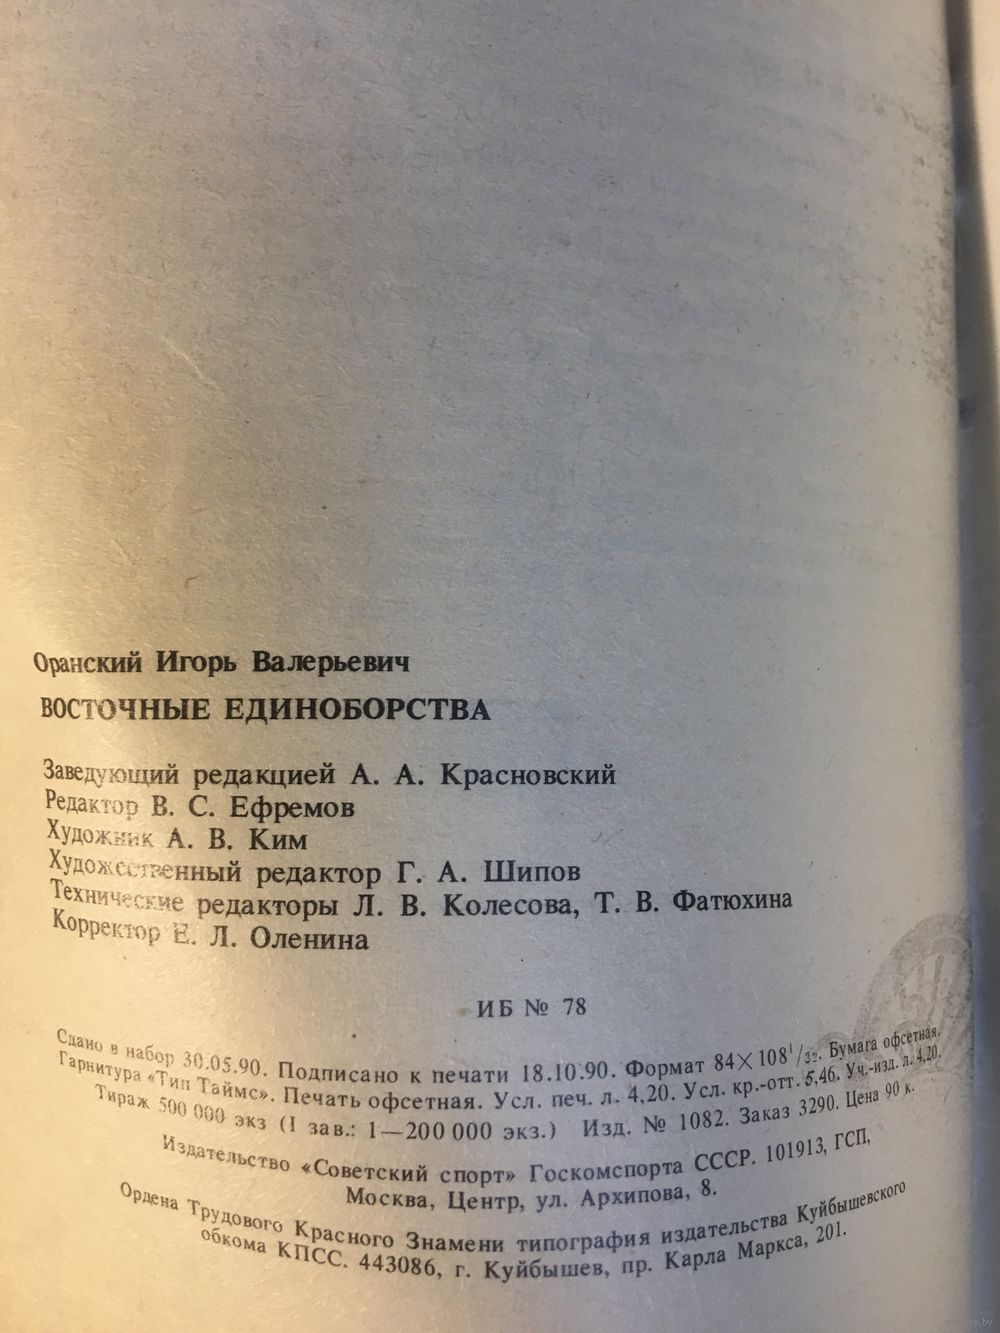 Оранский Игорь Валерьевич
ВОСТОЧНЫЕ ЕДИНОБОРСТВА
Заведующий редакцией А. А. Красновский
Редактор В. С. Ефремов
Художник А. В. Ким
Художественный редактор Г. А. Шипов
Технические редакторы Л. В. Колесова, Т. В. Фатюхина
Корректор Е. Л. Оленина
ИБ № 78
Сдано в набор 30.05.90. Подписано к печати 18.10.90. Формат 84×108¹/₃₂. Бумага офсетная.
Гарнитура «Тип Таймс». Печать офсетная. Усл. печ. л. 4,20. Усл. кр.-отт. 5,46. Уч.-изд. л. 4,20.
Тираж 500 000 экз (I зав.: 1—200 000 экз.) Изд. № 1082. Заказ 3290. Цена 90 к.
Издательство «Советский спорт» Госкомспорта СССР. 101913, ГСП,
Москва, Центр, ул. Архипова, 8.
Ордена Трудового Красного Знамени типография издательства Куйбышевского
обкома КПСС. 443086, г. Куйбышев, пр. Карла Маркса, 201.